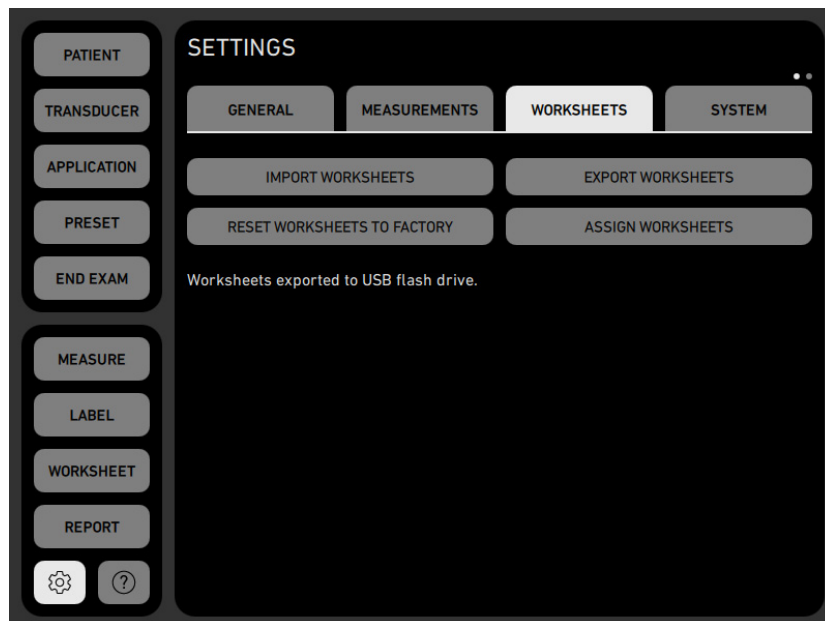 PATIENT
TRANSDUCER
APPLICATION
PRESET
END EXAM
MEASURE
LABEL
WORKSHEET
REPORT
?
SETTINGS
GENERAL MEASUREMENTS WORKSHEETS SYSTEM
IMPORT WORKSHEETS EXPORT WORKSHEETS
RESET WORKSHEETS TO FACTORY ASSIGN WORKSHEETS
Worksheets exported to USB flash drive.